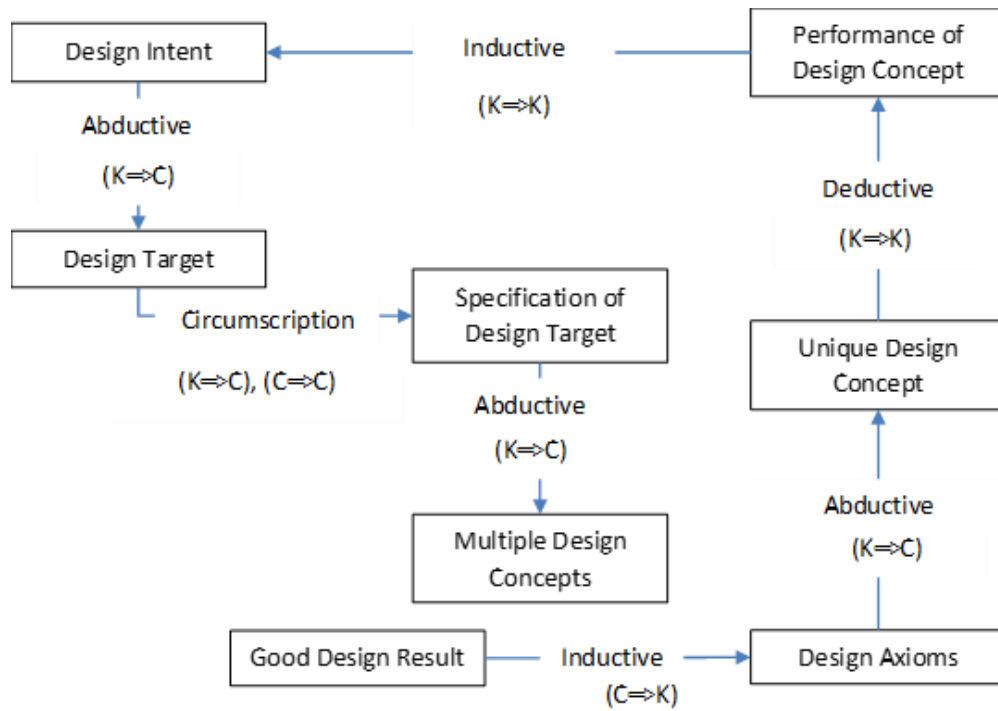 Design Intent
Inductive
(K=>K)
Performance of
Design Concept
Abductive
(K=>C)
Deductive
(K=>K)
Design Target
Circumscription
(K=>C), (C=>C)
Specification of
Design Target
Unique Design
Concept
Abductive
(K=>C)
Abductive
(K=>C)
Multiple Design
Concepts
Good Design Result
Inductive
(C=>K)
Design Axioms